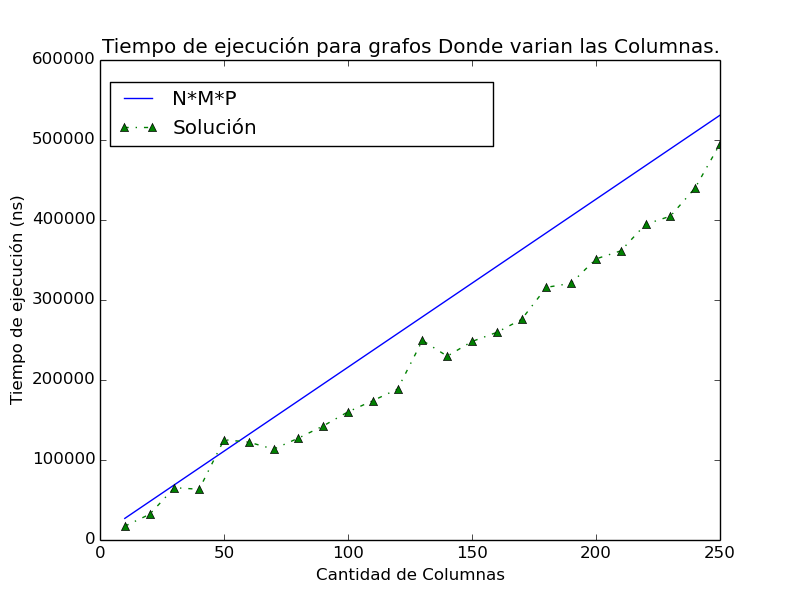 Tiempo de ejecución para grafos Donde varian las Columnas.
600000
500000
400000
300000
200000
100000
0
N*M*P
Solución
Tiempo de ejecución (ns)
0 50 100 150 200 250
Cantidad de Columnas